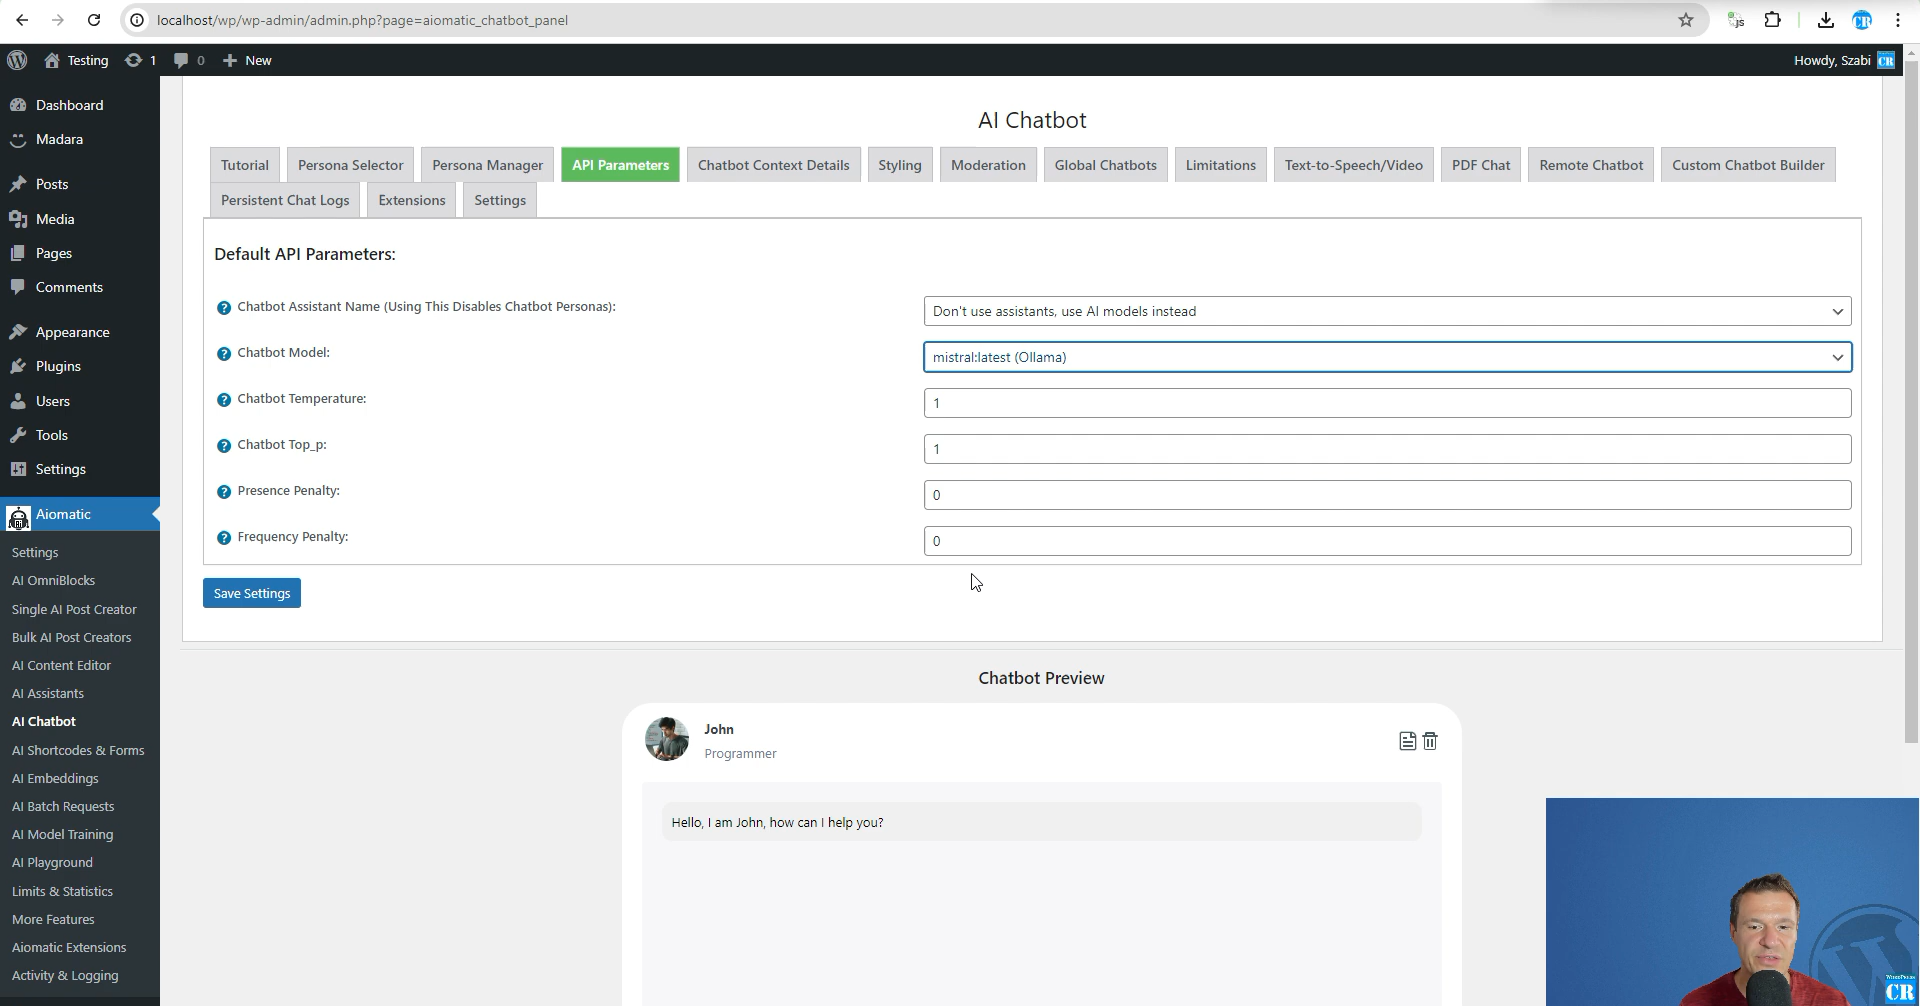 localhost/wp/wp-admin/admin.php?page=aiomatic_chatbot_panel
Testing
1
0
New
Howdy, Szabi
CR
Dashboard
Madara
Posts
Media
Pages
Comments
Appearance
Plugins
Users
Tools
Settings
Aiomatic
Settings
AI OmniBlocks
Single AI Post Creator
Bulk AI Post Creators
AI Content Editor
AI Assistants
AI Chatbot
AI Shortcodes & Forms
AI Embeddings
AI Batch Requests
AI Model Training
AI Playground
Limits & Statistics
More Features
Aiomatic Extensions
Activity & Logging
AI Chatbot
Tutorial
Persona Selector
Persona Manager
API Parameters
Chatbot Context Details
Styling
Moderation
Global Chatbots
Limitations
Text-to-Speech/Video
PDF Chat
Remote Chatbot
Custom Chatbot Builder
Persistent Chat Logs
Extensions
Settings
Default API Parameters:
Chatbot Assistant Name (Using This Disables Chatbot Personas):
Don't use assistants, use AI models instead
Chatbot Model:
mistral:latest (Ollama)
Chatbot Temperature:
1
Chatbot Top_p:
1
Presence Penalty:
0
Frequency Penalty:
0
Save Settings
Chatbot Preview
John
Programmer
Hello, I am John, how can I help you?
CR